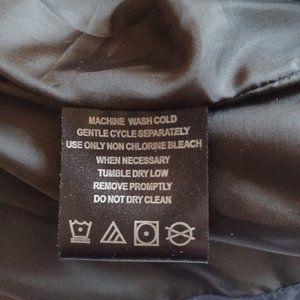 MACHINE WASH COLD
GENTLE CYCLE SEPARATELY
USE ONLY NON CHLORINE BLEACH
WHEN NECESSARY
TUMBLE DRY LOW
REMOVE PROMPTLY
DO NOT DRY CLEAN